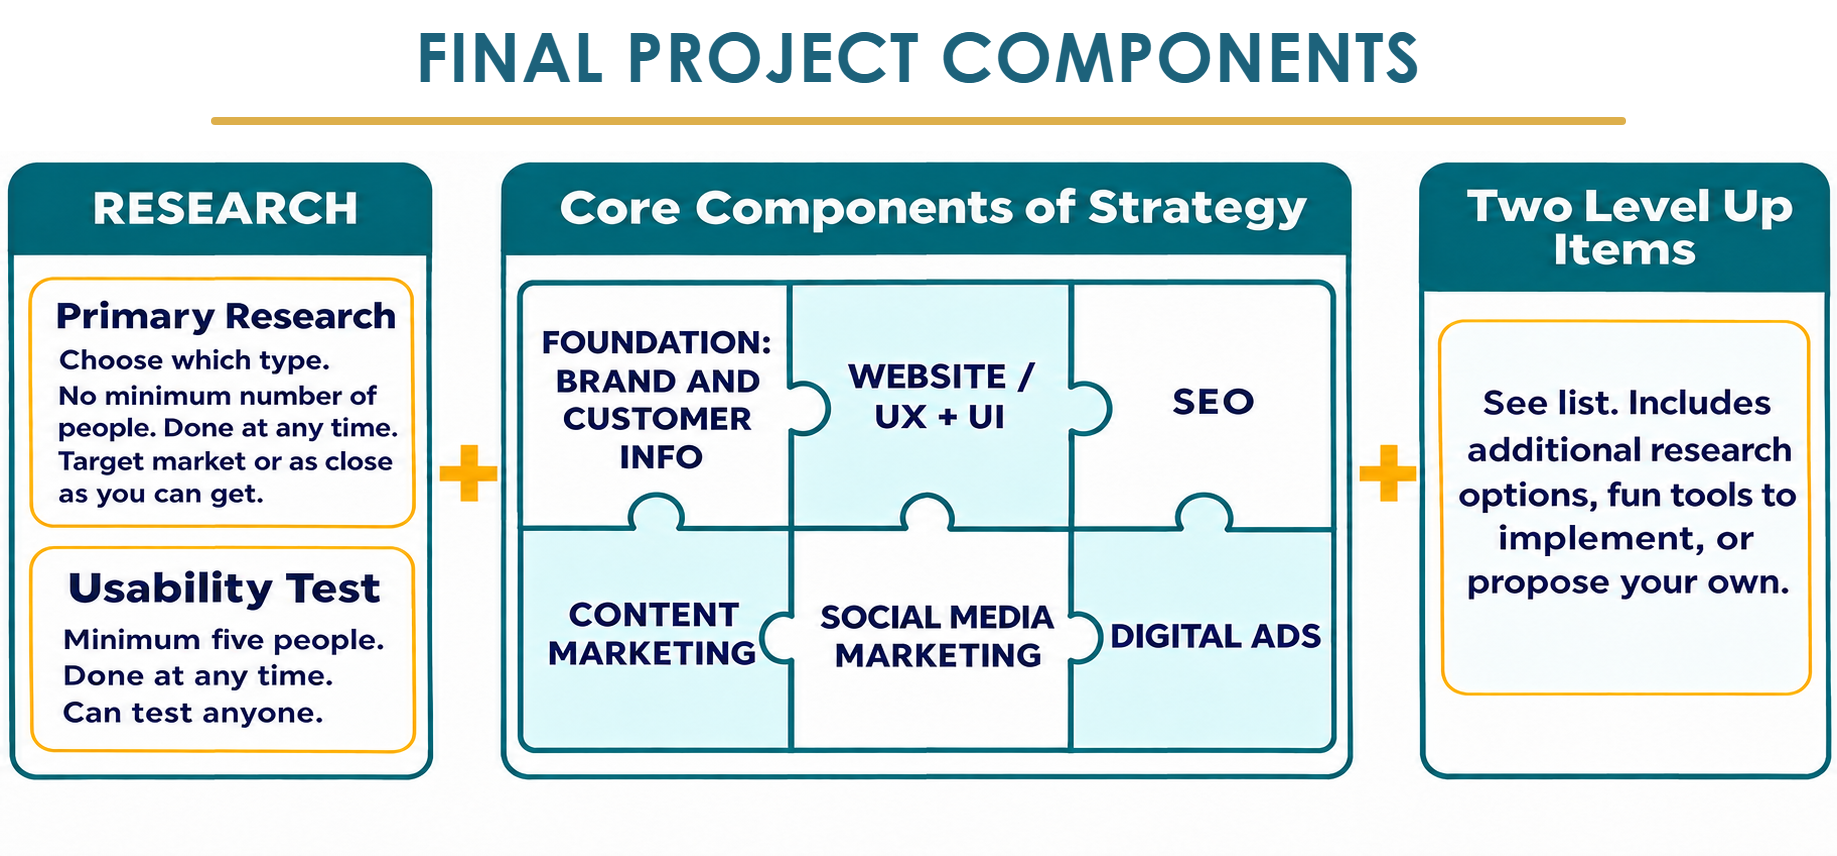 FINAL PROJECT COMPONENTS
RESEARCH
Primary Research
Choose which type.
No minimum number of
people. Done at any time.
Target market or as close
as you can get.
Usability Test
Minimum five people.
Done at any time.
Can test anyone.
+
Core Components of Strategy
FOUNDATION:
BRAND AND
CUSTOMER
INFO
WEBSITE /
UX + UI
SEO
CONTENT
MARKETING
SOCIAL MEDIA
MARKETING
DIGITAL ADS
+
Two Level Up
Items
See list. Includes
additional research
options, fun tools to
implement, or
propose your own.